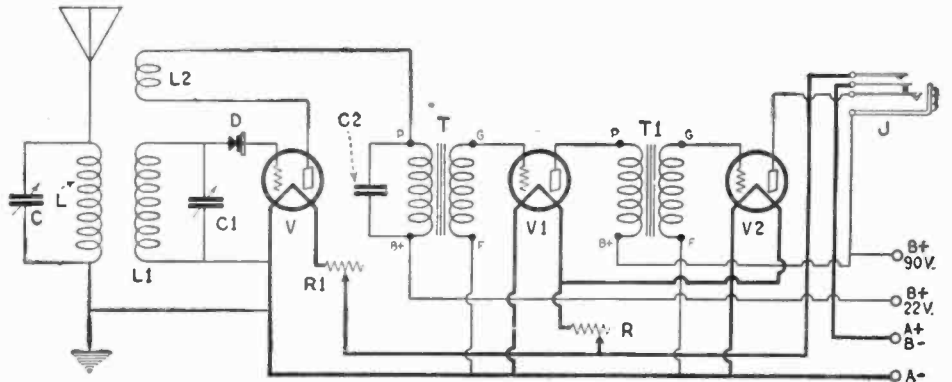 L2
D
C2
T
T1
P
G
P
G
J
C
L
C1
V
V1
V2
B+
F
B+
F
L1
R1
R
B+
90V.
B+
22V.
A+
B-
A-